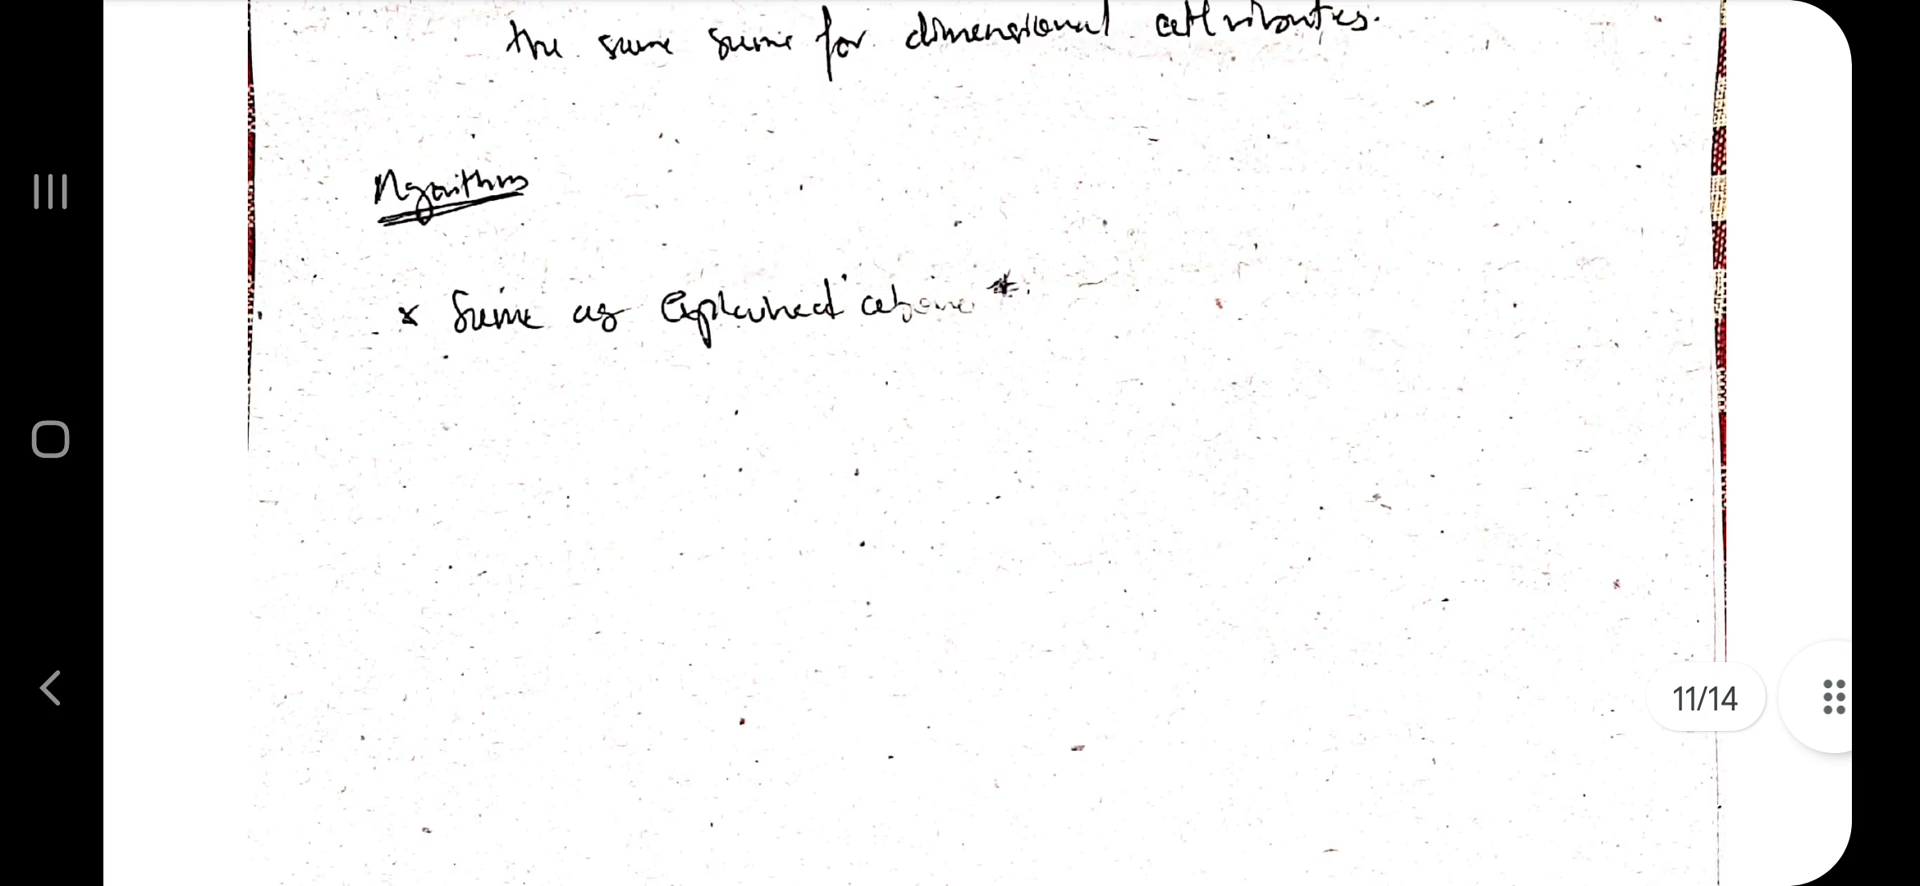 the same same for dimensional attributes.
Algorithm
* Same as Explained above *
11/14